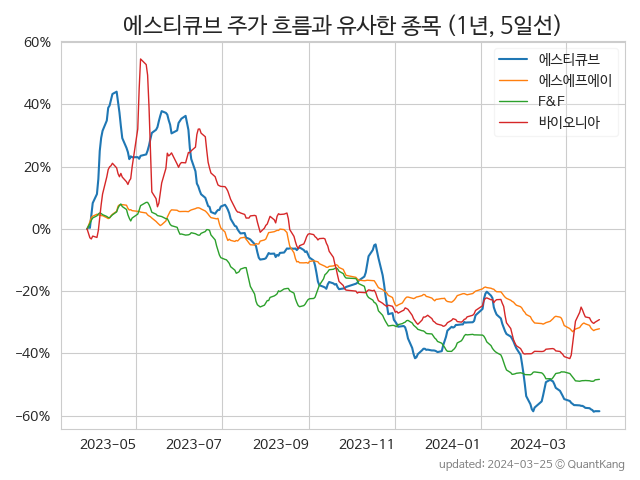 에스티큐브 주가 흐름과 유사한 종목 (1년, 5일선)
60%
40%
20%
0%
−20%
−40%
−60%
에스티큐브
에스에프에이
F&F
바이오니아
2023-05
2023-07
2023-09
2023-11
2024-01
2024-03
updated: 2024-03-25 © QuantKang